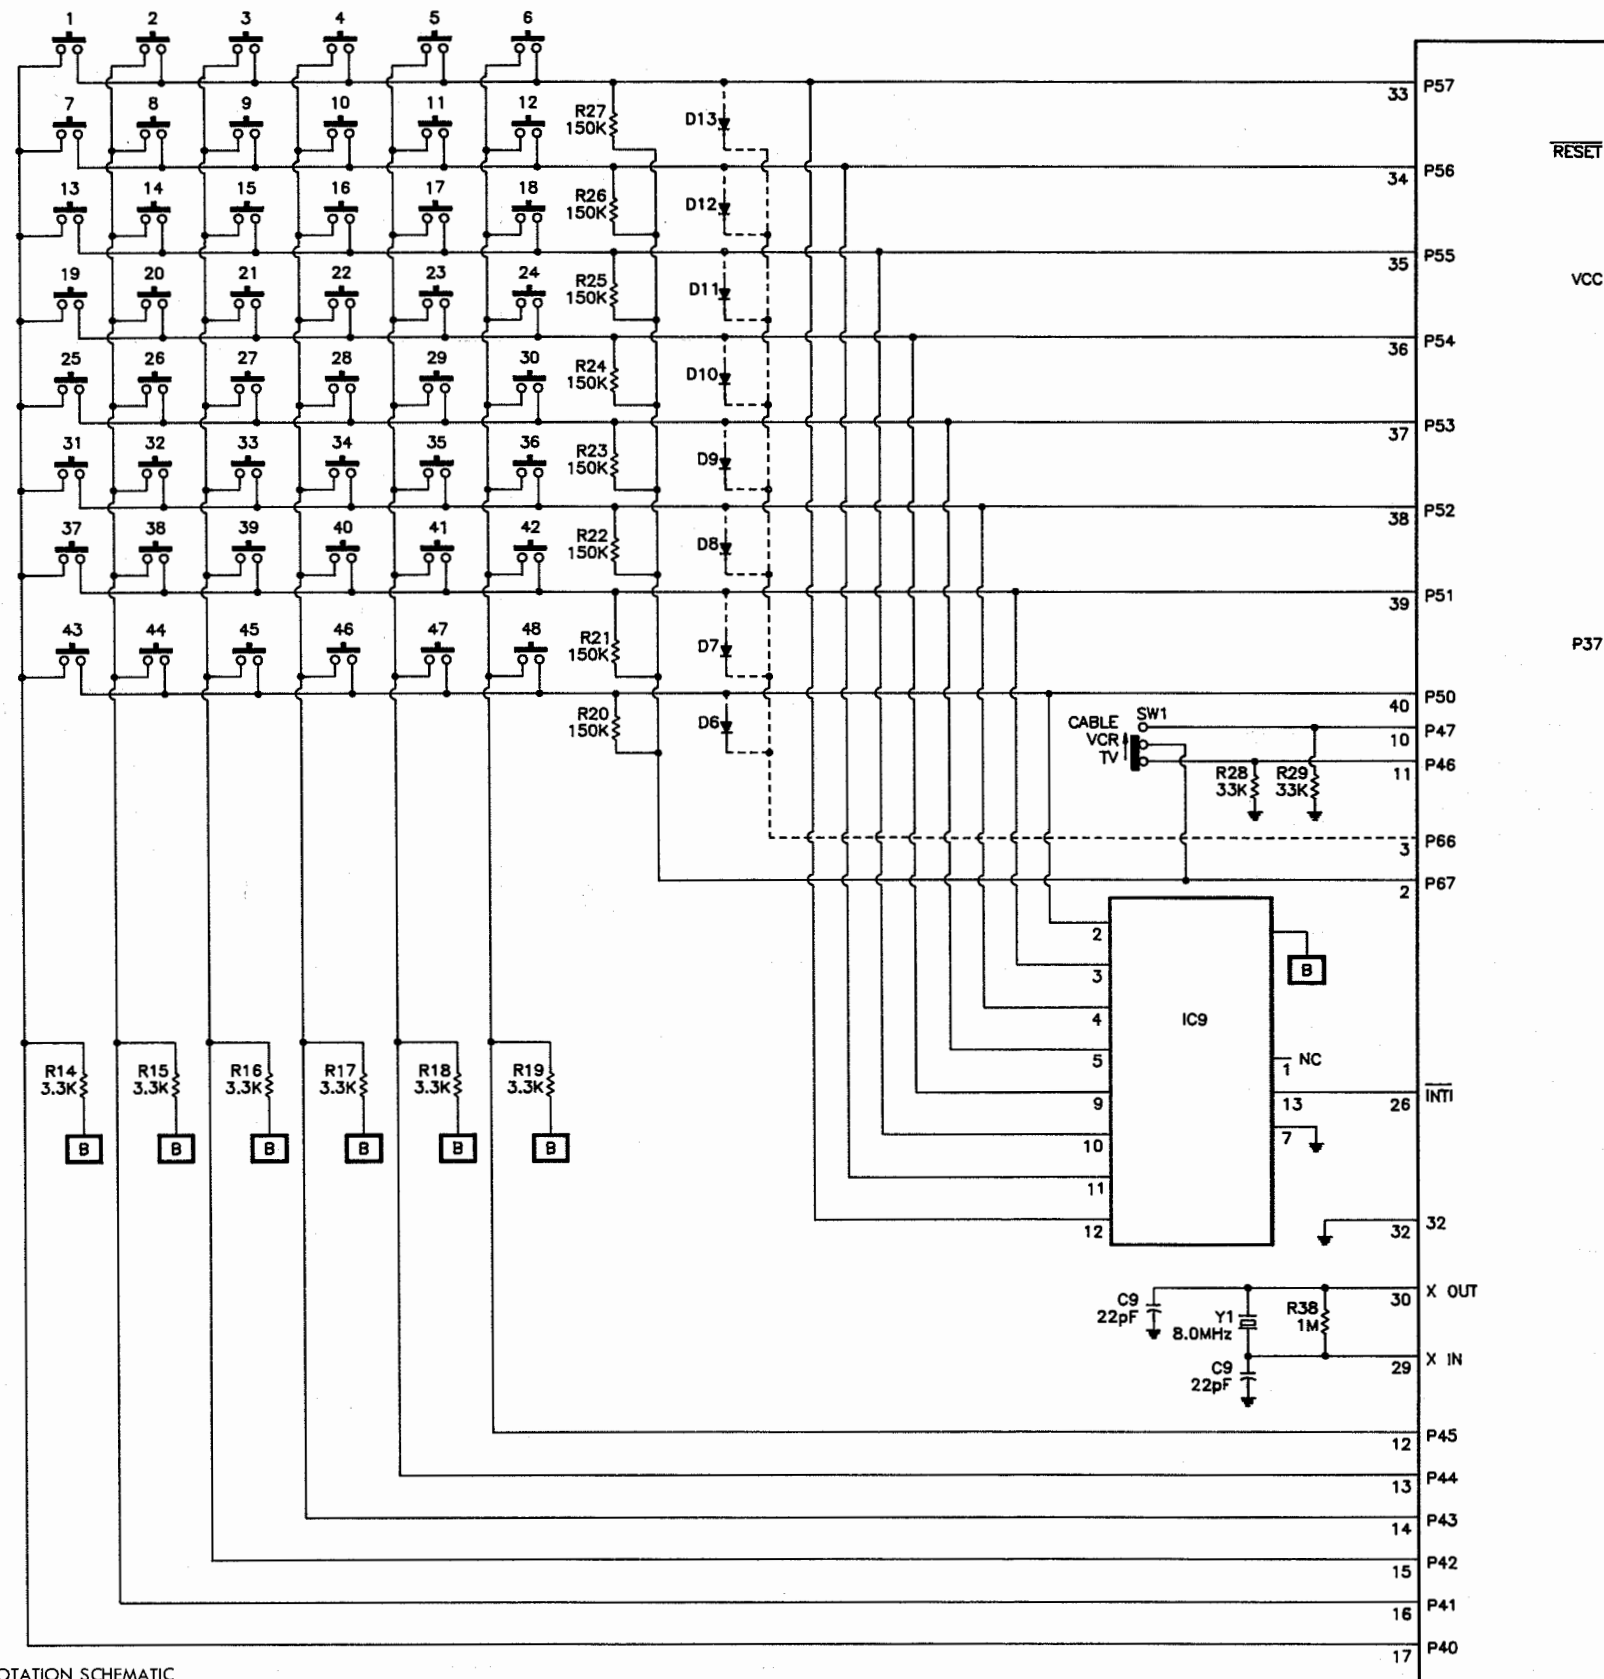 1 2 3 4 5 6
P57
33
7 8 9 10 11 12
R27
150K
D13
RESET
P56
34
13 14 15 16 17 18
R26
150K
D12
P55
35
19 20 21 22 23 24
R25
150K
D11
VCC
P54
36
25 26 27 28 29 30
R24
150K
D10
P53
37
31 32 33 34 35 36
R23
150K
D9
P52
38
37 38 39 40 41 42
R22
150K
D8
P51
39
43 44 45 46 47 48
R21
150K
D7
P37
P50
40
R20
150K
D6
SW1
CABLE
VCR
TV
P47
10
P46
11
R28
33K
R29
33K
P66
3
P67
2
2
3
4
5
9
10
11
12
IC9
B
NC
1
13
7
26
INT1
R14
3.3K
R15
3.3K
R16
3.3K
R17
3.3K
R18
3.3K
R19
3.3K
B B B B B B
32
32
X OUT
30
C9
22pF
Y1
8.0MHz
R38
1M
X IN
29
C9
22pF
P45
12
P44
13
P43
14
P42
15
P41
16
P40
17
OTATION SCHEMATIC